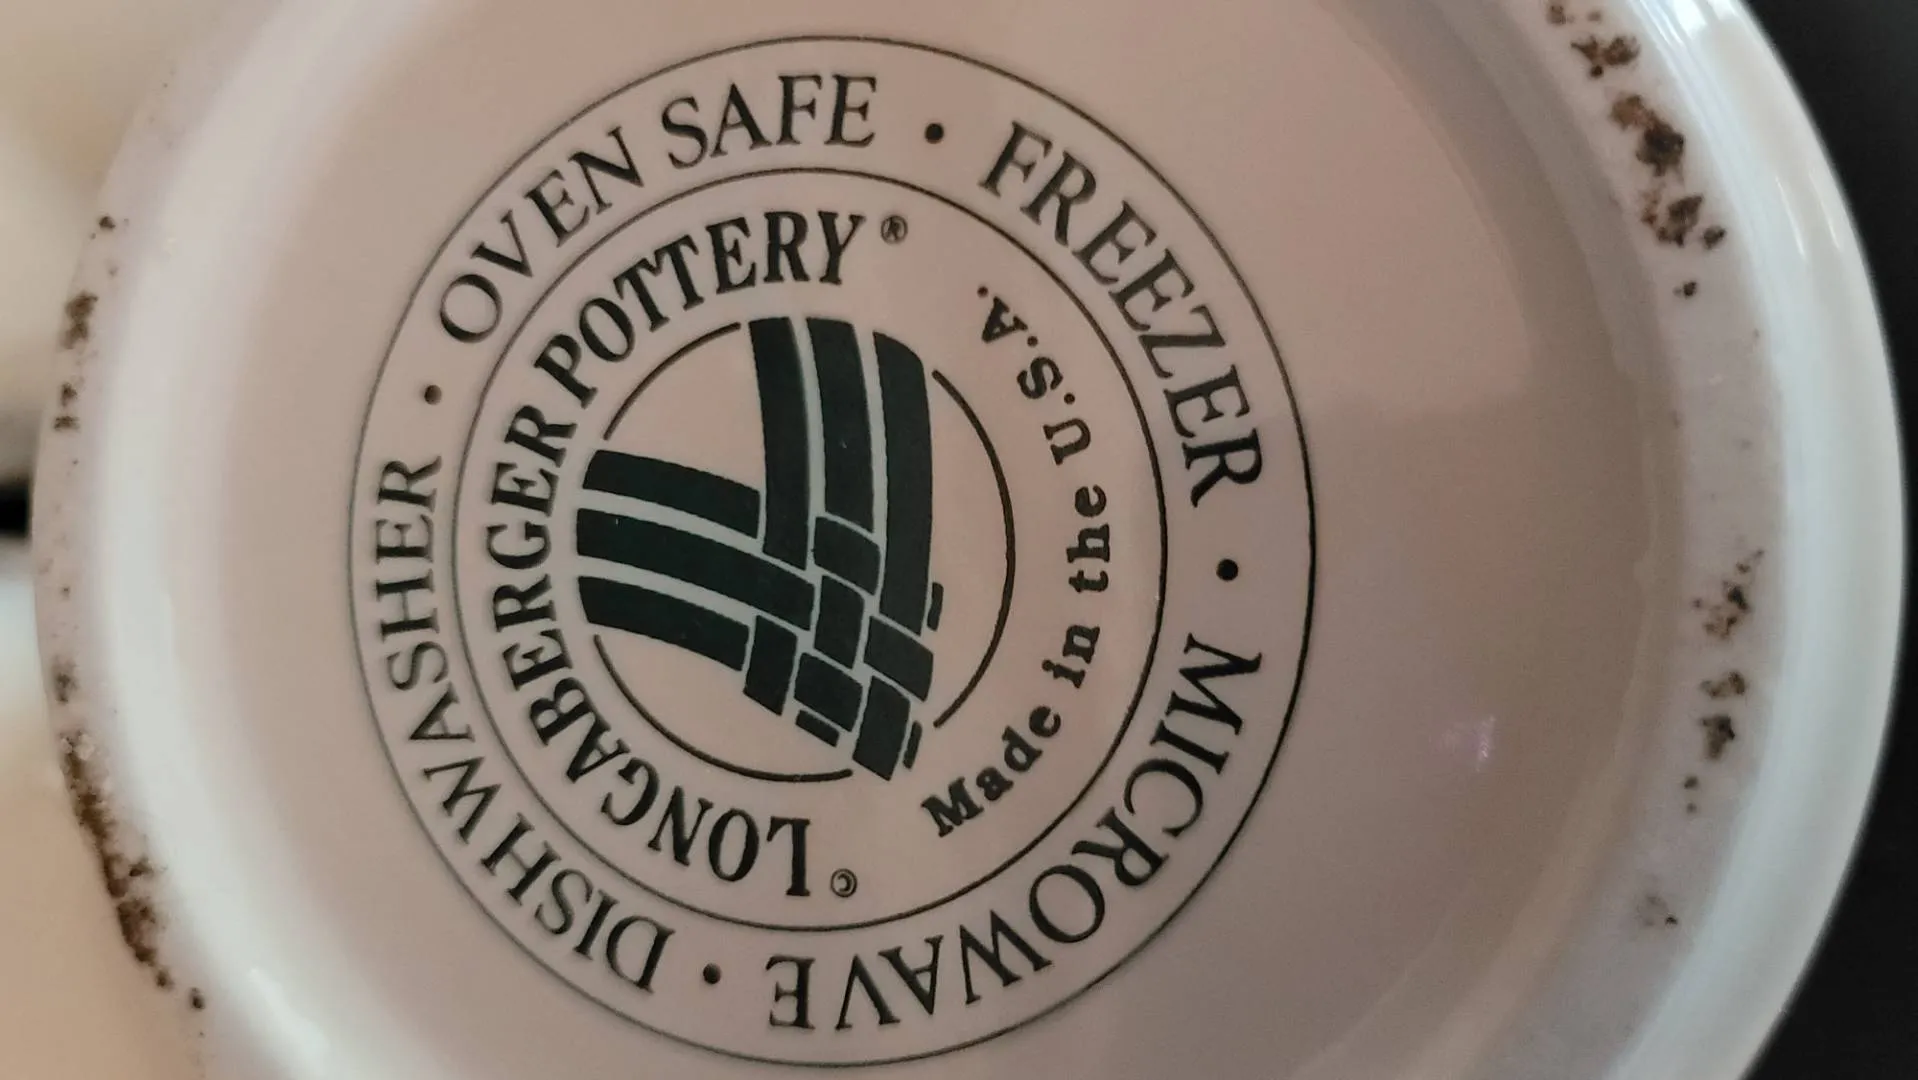 OVEN SAFE • FREEZER • MICROWAVE • DISHWASHER •
©LONGABERGER POTTERY®
Made in the U.S.A.